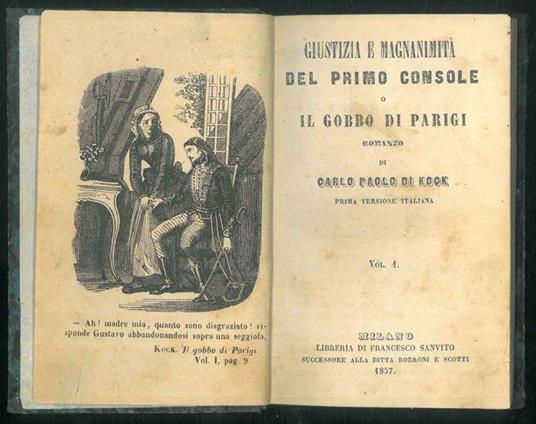 — Ah! madre mia, quanto sono disgraziato! ri-
sponde Gustavo abbandonandosi sopra una seggiola.
Kock. Il gobbo di Parigi.
Vol. I, pag. 9.
GIUSTIZIA E MAGNANIMITÀ
DEL PRIMO CONSOLE
O
IL GOBBO DI PARIGI
ROMANZO
DI
CARLO PAOLO DI KOCK
PRIMA VERSIONE ITALIANA
Vol. 1.
MILANO
LIBRERIA DI FRANCESCO SANVITO
SUCCESSORE ALLA DITTA BORRONI E SCOTTI
1857.